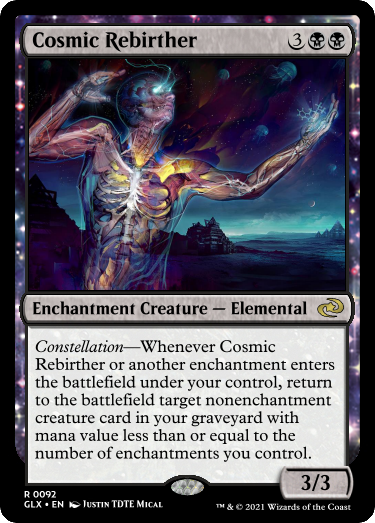 Cosmic Rebirther 3
Enchantment Creature — Elemental
Constellation—Whenever Cosmic
Rebirther or another enchantment enters
the battlefield under your control, return
to the battlefield target nonenchantment
creature card in your graveyard with
mana value less than or equal to the
number of enchantments you control.
3/3
R 0092
GLX • EN Justin TDTE Mical
™ & © 2021 Wizards of the Coast